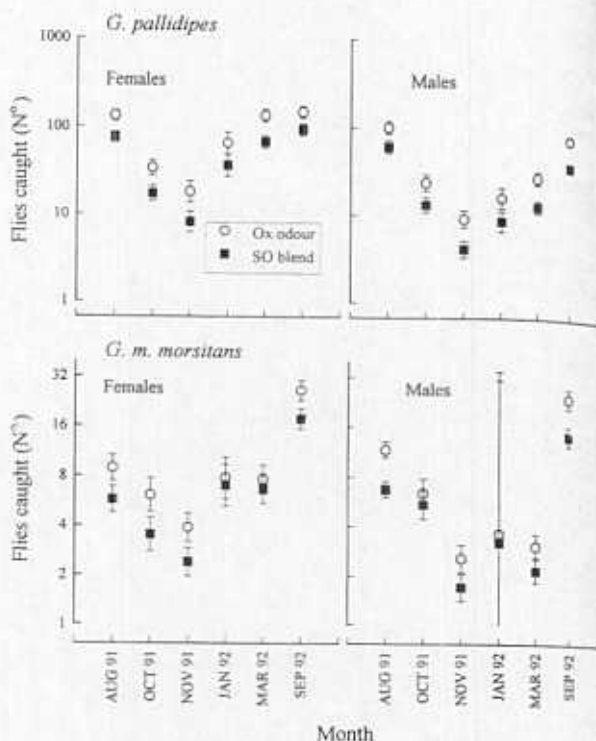 G. pallidipes
Females
Males
Flies caught (Nº)
1000
100
10
1
Ox odour
SO blend
G. m. morsitans
Females
Males
Flies caught (Nº)
32
16
8
4
2
1
AUG 91
OCT 91
NOV 91
JAN 92
MAR 92
SEP 92
AUG 91
OCT 91
NOV 91
JAN 92
MAR 92
SEP 92
Month